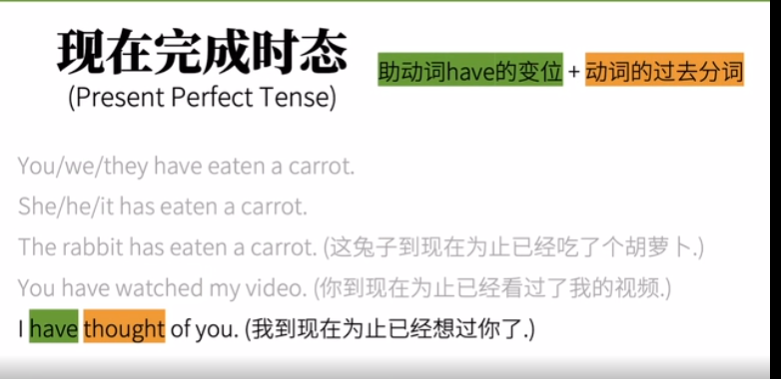 现在完成时态
(Present Perfect Tense)
助动词have的变位 + 动词的过去分词
You/we/they have eaten a carrot.
She/he/it has eaten a carrot.
The rabbit has eaten a carrot. (这兔子到现在为止已经吃了个胡萝卜.)
You have watched my video. (你到现在为止已经看过了我的视频.)
I have thought of you. (我到现在为止已经想过你了.)